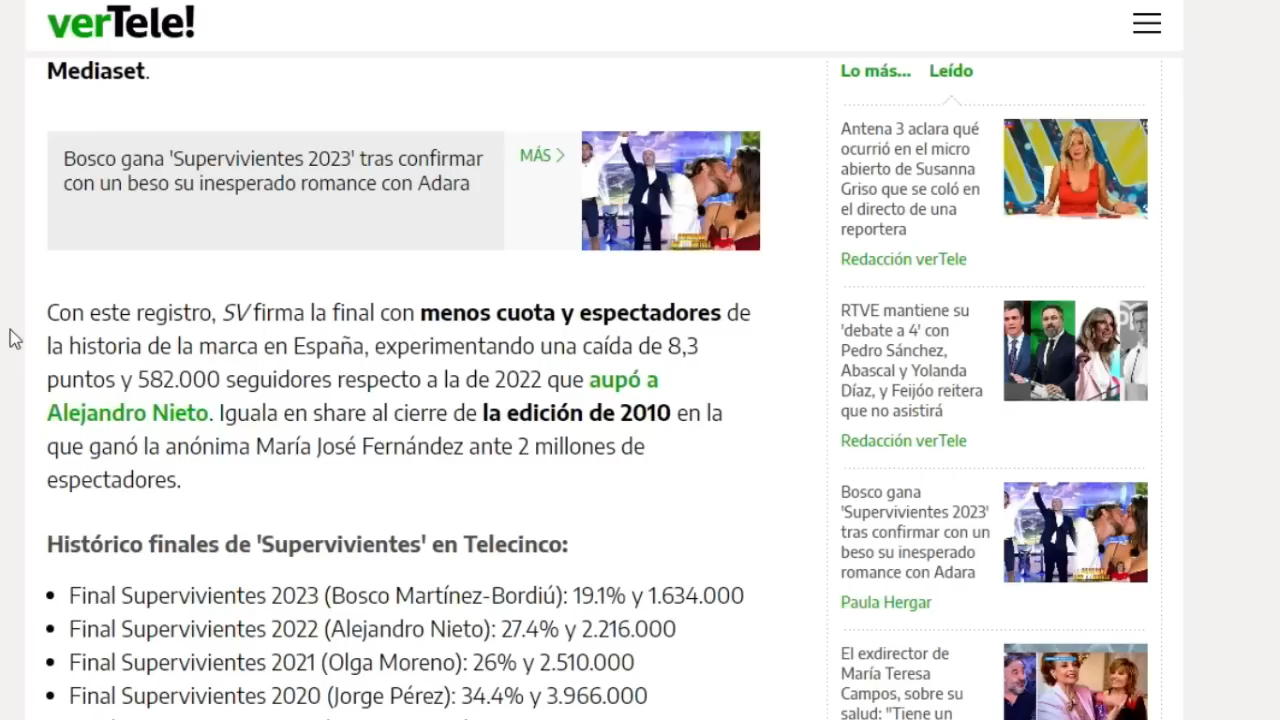 verTele!
Mediaset.
Bosco gana 'Supervivientes 2023' tras confirmar
con un beso su inesperado romance con Adara
MÁS
Con este registro, SV firma la final con menos cuota y espectadores de
la historia de la marca en España, experimentando una caída de 8,3
puntos y 582.000 seguidores respecto a la de 2022 que aupó a
Alejandro Nieto. Iguala en share al cierre de la edición de 2010 en la
que ganó la anónima María José Fernández ante 2 millones de
espectadores.
Histórico finales de 'Supervivientes' en Telecinco:
• Final Supervivientes 2023 (Bosco Martínez-Bordiú): 19.1% y 1.634.000
• Final Supervivientes 2022 (Alejandro Nieto): 27.4% y 2.216.000
• Final Supervivientes 2021 (Olga Moreno): 26% y 2.510.000
• Final Supervivientes 2020 (Jorge Pérez): 34.4% y 3.966.000
Lo más... Leído
Antena 3 aclara qué
ocurrió en el micro
abierto de Susanna
Griso que se coló en
el directo de una
reportera
Redacción verTele
RTVE mantiene su
'debate a 4' con
Pedro Sánchez,
Abascal y Yolanda
Díaz, y Feijóo reitera
que no asistirá
Redacción verTele
Bosco gana
'Supervivientes 2023'
tras confirmar con un
beso su inesperado
romance con Adara
Paula Hergar
El exdirector de
María Teresa
Campos, sobre su
salud: "Tiene un